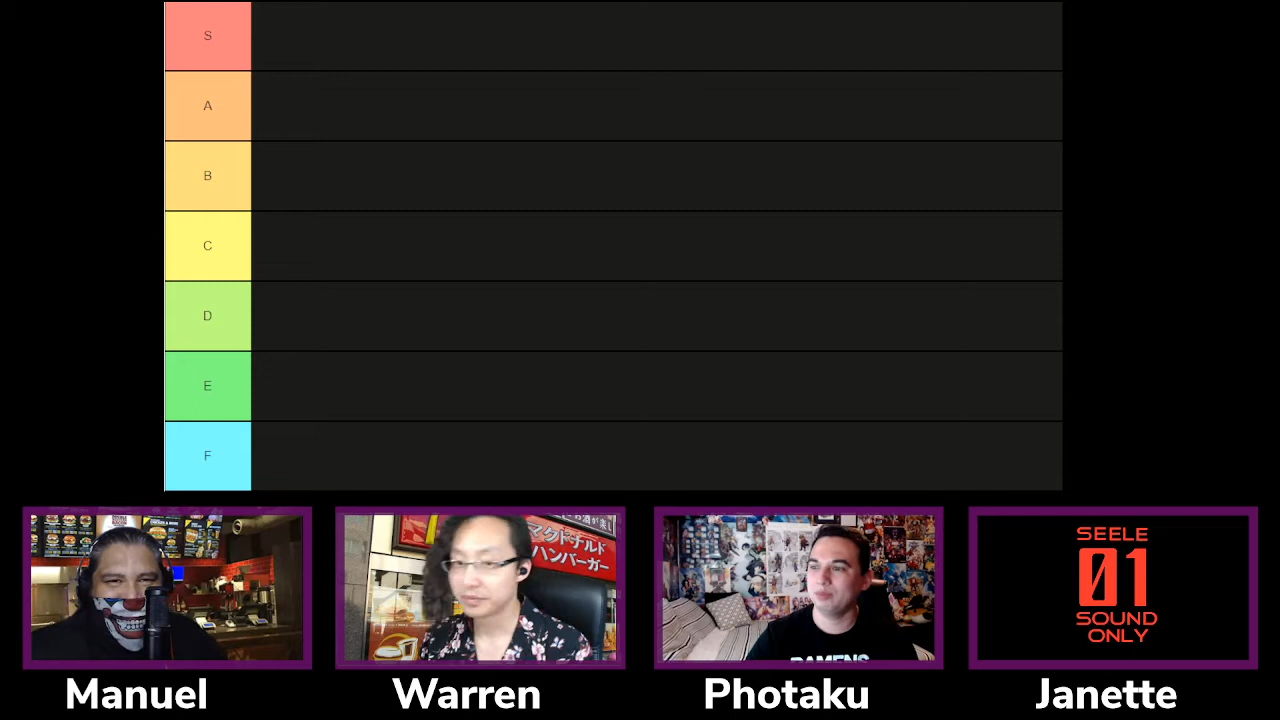 S
A
B
C
D
E
F
マクドナルド
ハンバーガー
RAMENS
SEELE
01
SOUND
ONLY
Manuel
Warren
Photaku
Janette